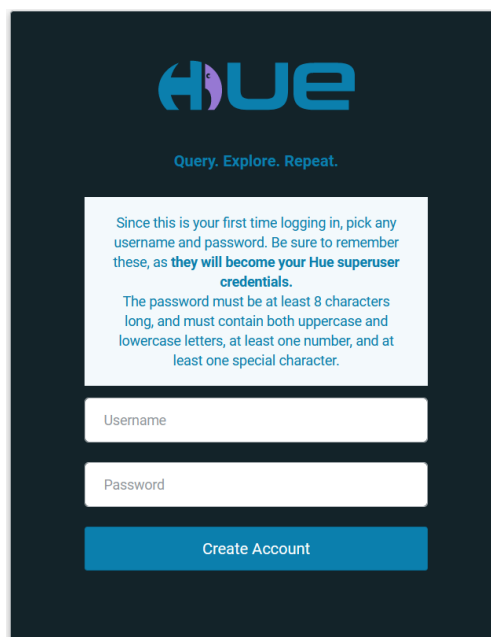 HUE
Query. Explore. Repeat.
Since this is your first time logging in, pick any
username and password. Be sure to remember
these, as they will become your Hue superuser
credentials.
The password must be at least 8 characters
long, and must contain both uppercase and
lowercase letters, at least one number, and at
least one special character.
Username
Password
Create Account